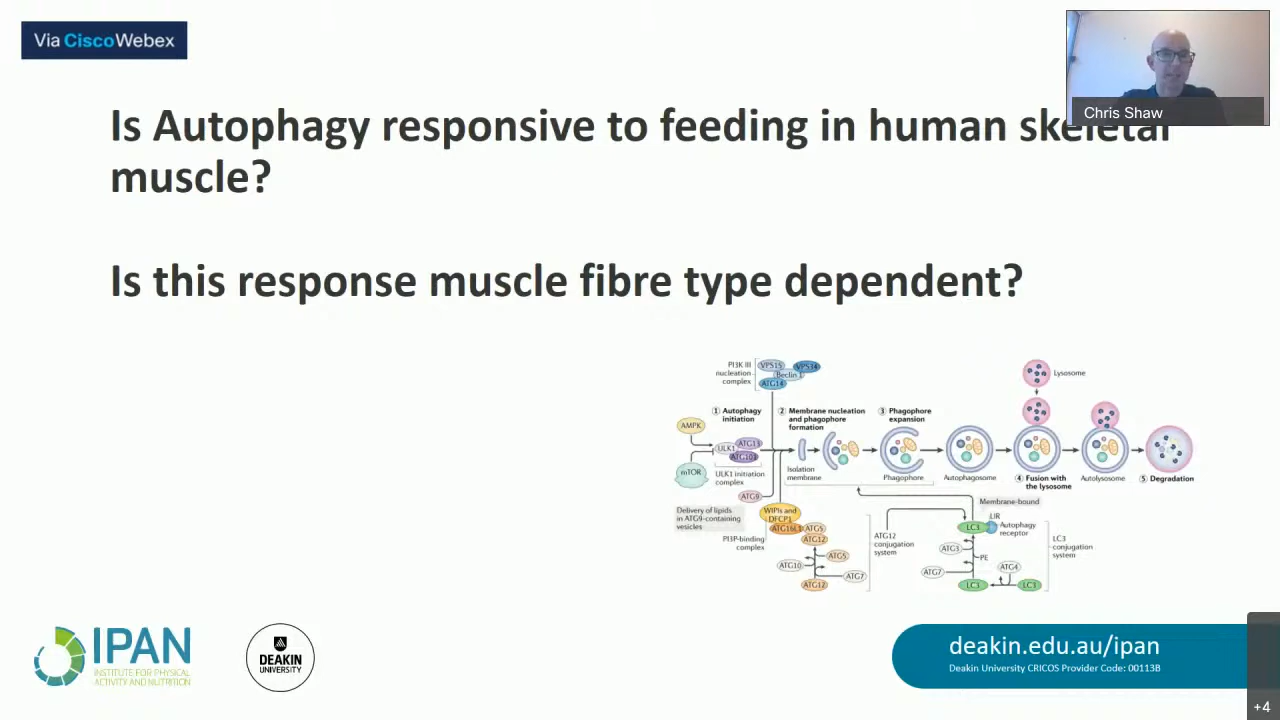 Via Cisco Webex
Chris Shaw
Is Autophagy responsive to feeding in human skeletal
muscle?
Is this response muscle fibre type dependent?
PI3K III
nucleation
complex
VPS15
VPS34
Beclin 1
ATG14
Lysosome
① Autophagy
initiation
② Membrane nucleation
and phagophore
formation
③ Phagophore
expansion
AMPK
ULK1
ATG13
ATG101
mTOR
ULK1 initiation
complex
Isolation
membrane
Phagophore
Autophagosome
④ Fusion with
the lysosome
Autolysosome
⑤ Degradation
ATG9
Delivery of lipids
in ATG9-containing
vesicles
WIPIs and
DFCP1
ATG16L1
ATG5
ATG12
PI3P-binding
complex
ATG5
ATG10
ATG7
ATG12
ATG12
conjugation
system
Membrane-bound
LIR
LC3
Autophagy
receptor
ATG3
PE
LC3
conjugation
system
ATG7
ATG4
LC3
LC3
IPAN
INSTITUTE FOR PHYSICAL
ACTIVITY AND NUTRITION
DEAKIN
UNIVERSITY
deakin.edu.au/ipan
Deakin University CRICOS Provider Code: 00113B
+4